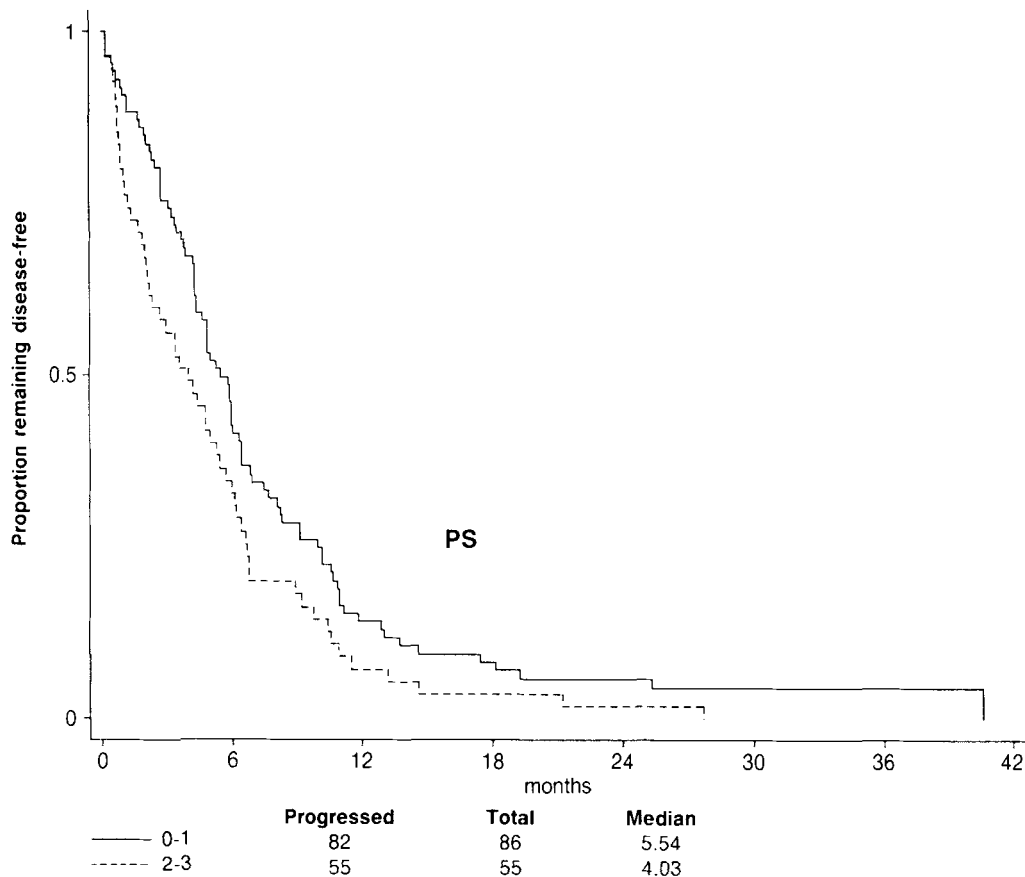 1
Proportion remaining disease-free
0.5
PS
0
0 6 12 18 24 30 36 42
months
Progressed Total Median
0-1 82 86 5.54
2-3 55 55 4.03